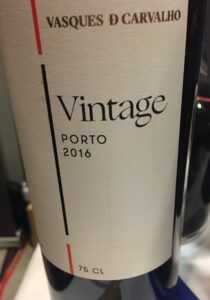 VASQUES D CARVALHO
Vintage
PORTO
2016
75 CL